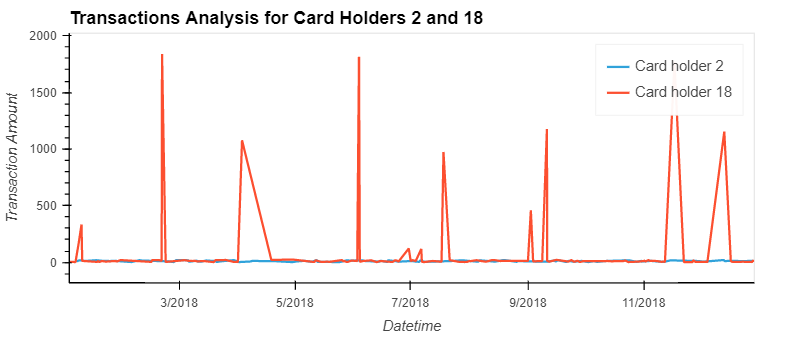 Transactions Analysis for Card Holders 2 and 18
2000
1500
1000
500
0
Transaction Amount
Card holder 2
Card holder 18
3/2018 5/2018 7/2018 9/2018 11/2018
Datetime